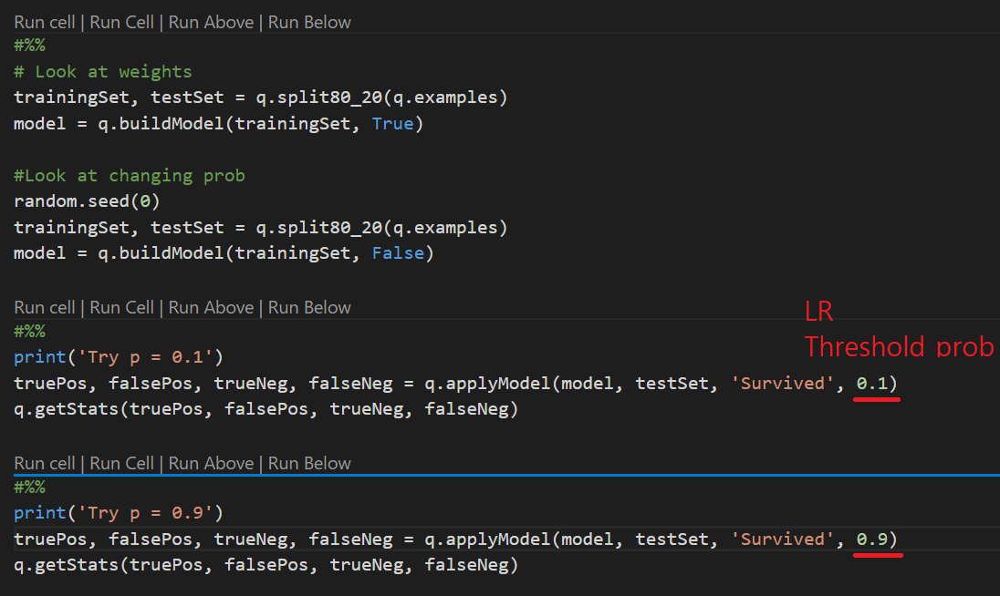 Run cell | Run Cell | Run Above | Run Below
#%%
# Look at weights
trainingSet, testSet = q.split80_20(q.examples)
model = q.buildModel(trainingSet, True)
#Look at changing prob
random.seed(0)
trainingSet, testSet = q.split80_20(q.examples)
model = q.buildModel(trainingSet, False)
Run cell | Run Cell | Run Above | Run Below
LR
#%%
Threshold prob
print('Try p = 0.1')
truePos, falsePos, trueNeg, falseNeg = q.applyModel(model, testSet, 'Survived', 0.1)
q.getStats(truePos, falsePos, trueNeg, falseNeg)
Run cell | Run Cell | Run Above | Run Below
#%%
print('Try p = 0.9')
truePos, falsePos, trueNeg, falseNeg = q.applyModel(model, testSet, 'Survived', 0.9)
q.getStats(truePos, falsePos, trueNeg, falseNeg)